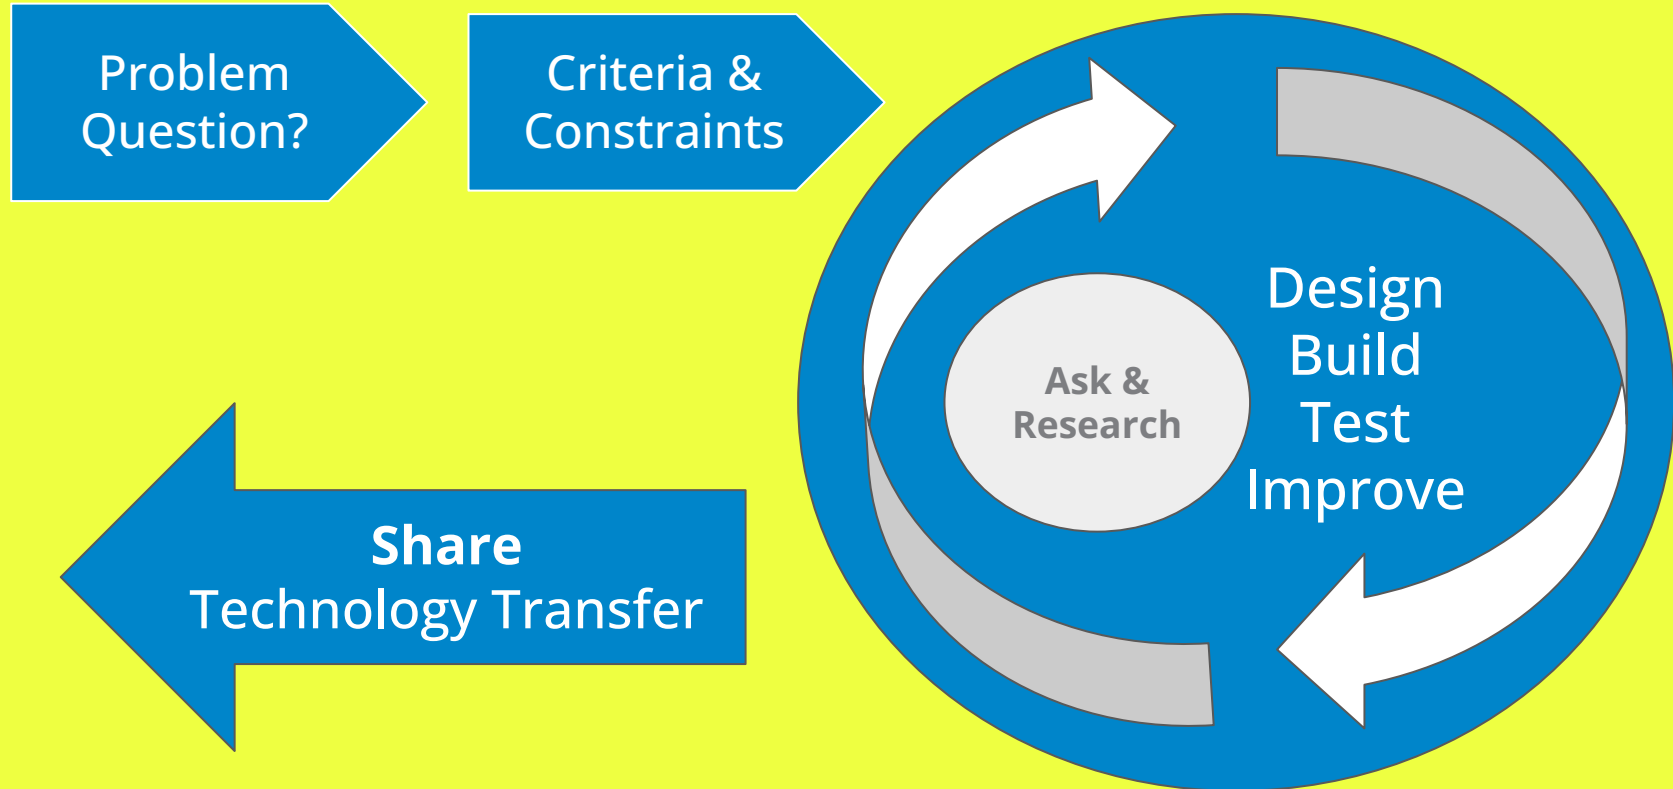 Problem
Question?
Criteria &
Constraints
Ask &
Research
Design
Build
Test
Improve
Share
Technology Transfer